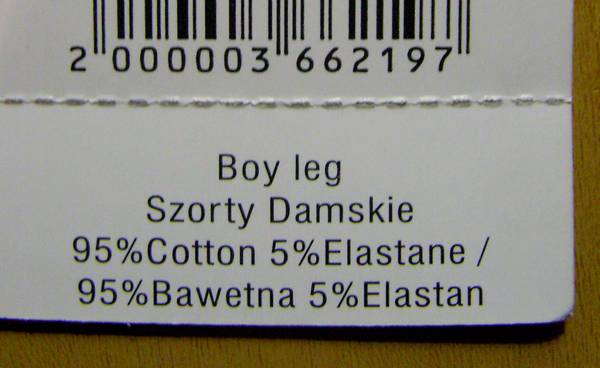 2 000003 662197
Boy leg
Szorty Damskie
95%Cotton 5%Elastane /
95%Bawetna 5%Elastan